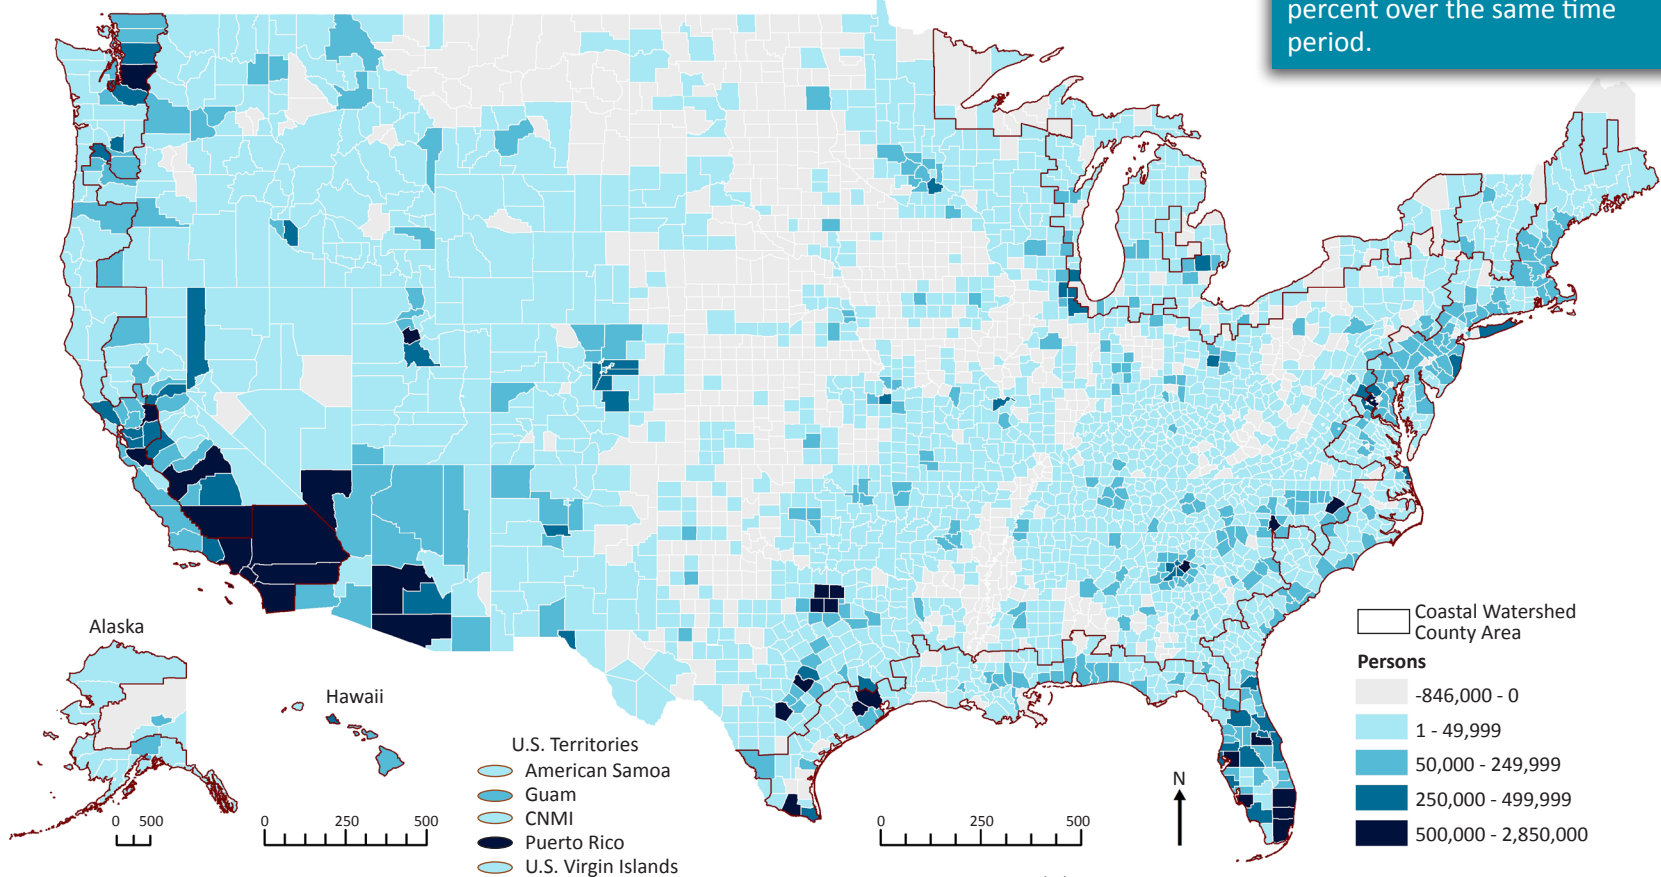 percent over the same time
period.
Alaska
0 500
Hawaii
0 250 500
U.S. Territories
American Samoa
Guam
CNMI
Puerto Rico
U.S. Virgin Islands
0 250 500
N
Coastal Watershed
County Area
Persons
-846,000 - 0
1 - 49,999
50,000 - 249,999
250,000 - 499,999
500,000 - 2,850,000